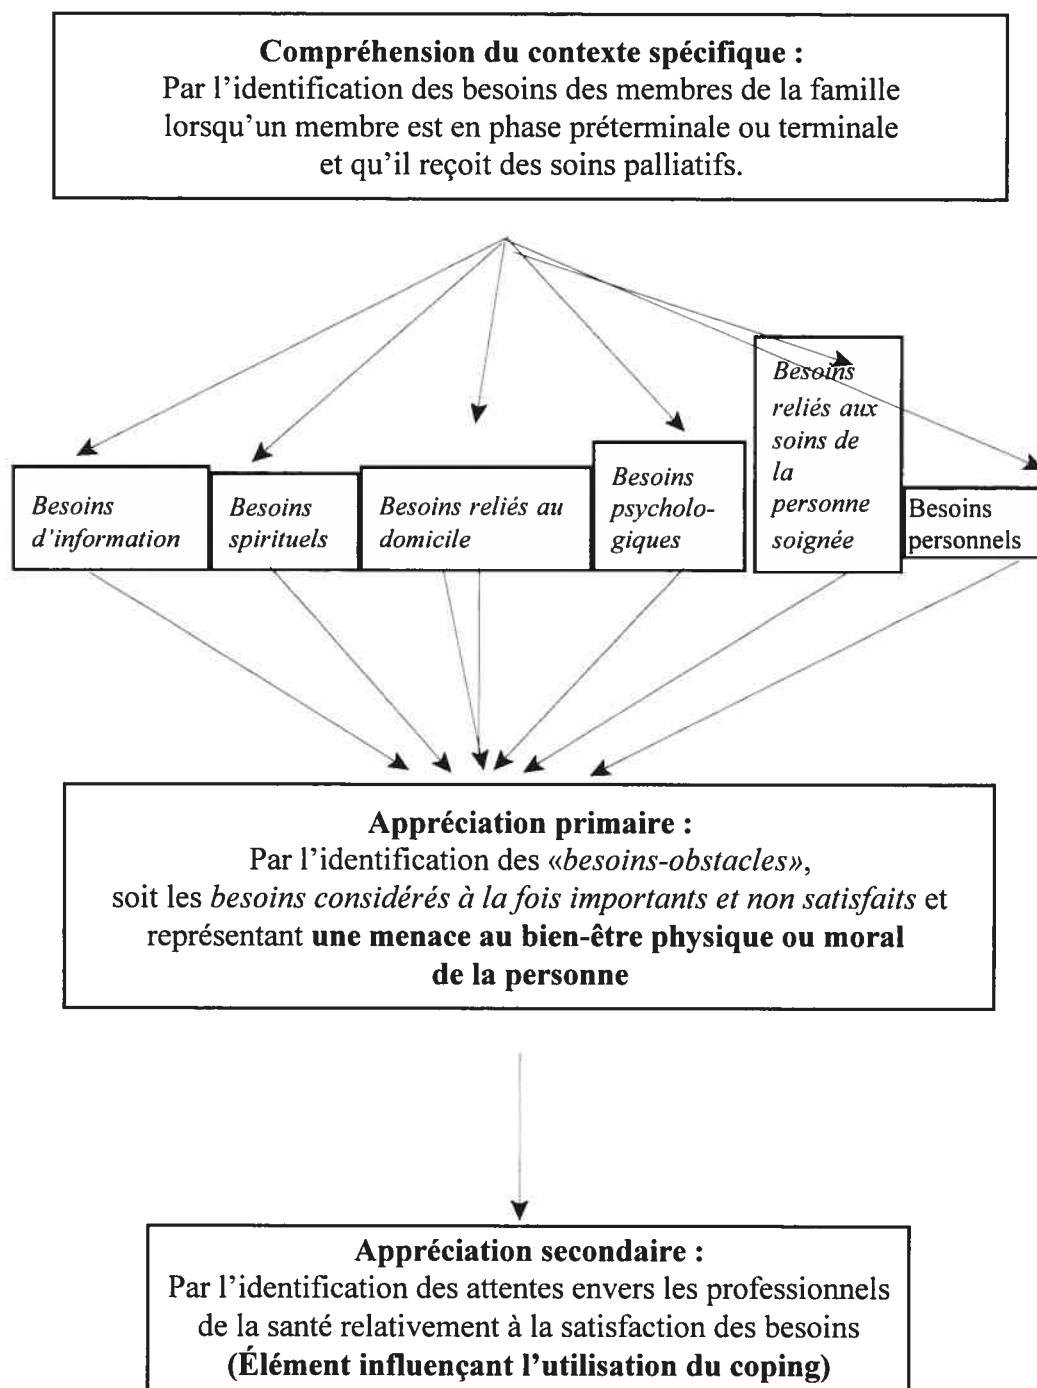 Compréhension du contexte spécifique :
Par l'identification des besoins des membres de la famille
lorsqu'un membre est en phase préterminale ou terminale
et qu'il reçoit des soins palliatifs.
Besoins
d'information
Besoins
spirituels
Besoins reliés au
domicile
Besoins
psycholo-
giques
Besoins
reliés aux
soins de
la
personne
soignée
Besoins
personnels
Appréciation primaire :
Par l'identification des «besoins-obstacles»,
soit les besoins considérés à la fois importants et non satisfaits et
représentant une menace au bien-être physique ou moral
de la personne
Appréciation secondaire :
Par l'identification des attentes envers les professionnels
de la santé relativement à la satisfaction des besoins
(Élément influençant l'utilisation du coping)